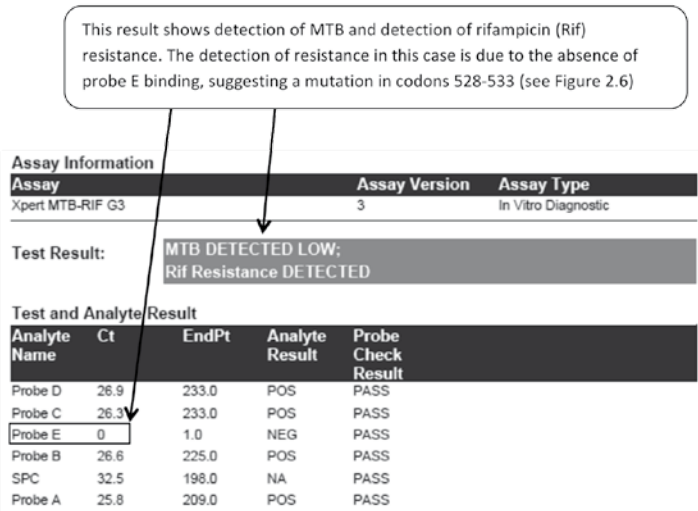 This result shows detection of MTB and detection of rifampicin (Rif)
resistance. The detection of resistance in this case is due to the absence of
probe E binding, suggesting a mutation in codons 528-533 (see Figure 2.6)
Assay Information
Assay Assay Version Assay Type
Xpert MTB-RIF G3 3 In Vitro Diagnostic
Test Result: MTB DETECTED LOW;
Rif Resistance DETECTED
Test and Analyte Result
Analyte Ct EndPt Analyte Probe
Name Result Check
Result
Probe D 26.9 233.0 POS PASS
Probe C 26.3 233.0 POS PASS
Probe E 0 1.0 NEG PASS
Probe B 26.6 225.0 POS PASS
SPC 32.5 198.0 NA PASS
Probe A 25.8 209.0 POS PASS